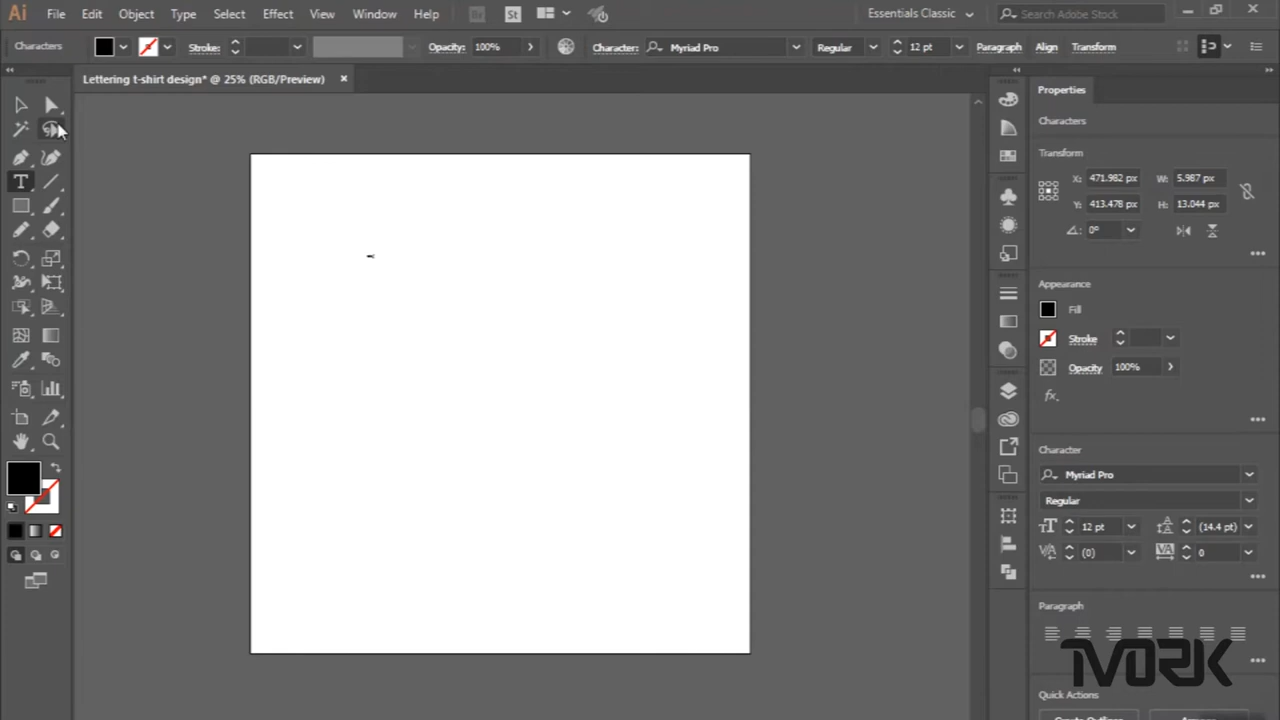 Ai File Edit Object Type Select Effect View Window Help Br St Essentials Classic Search Adobe Stock
Characters Stroke: Opacity: 100% Character: Myriad Pro Regular 12 pt Paragraph Align Transform
Lettering t-shirt design* @ 25% (RGB/Preview)
Properties
Characters
Transform
X: 471.982 px W: 5.987 px
Y: 413.478 px H: 13.044 px
0°
Appearance
Fill
Stroke
Opacity 100%
fx.
Character
Myriad Pro
Regular
12 pt (14.4 pt)
(0) 0
Paragraph
Quick Actions
Create Outlines